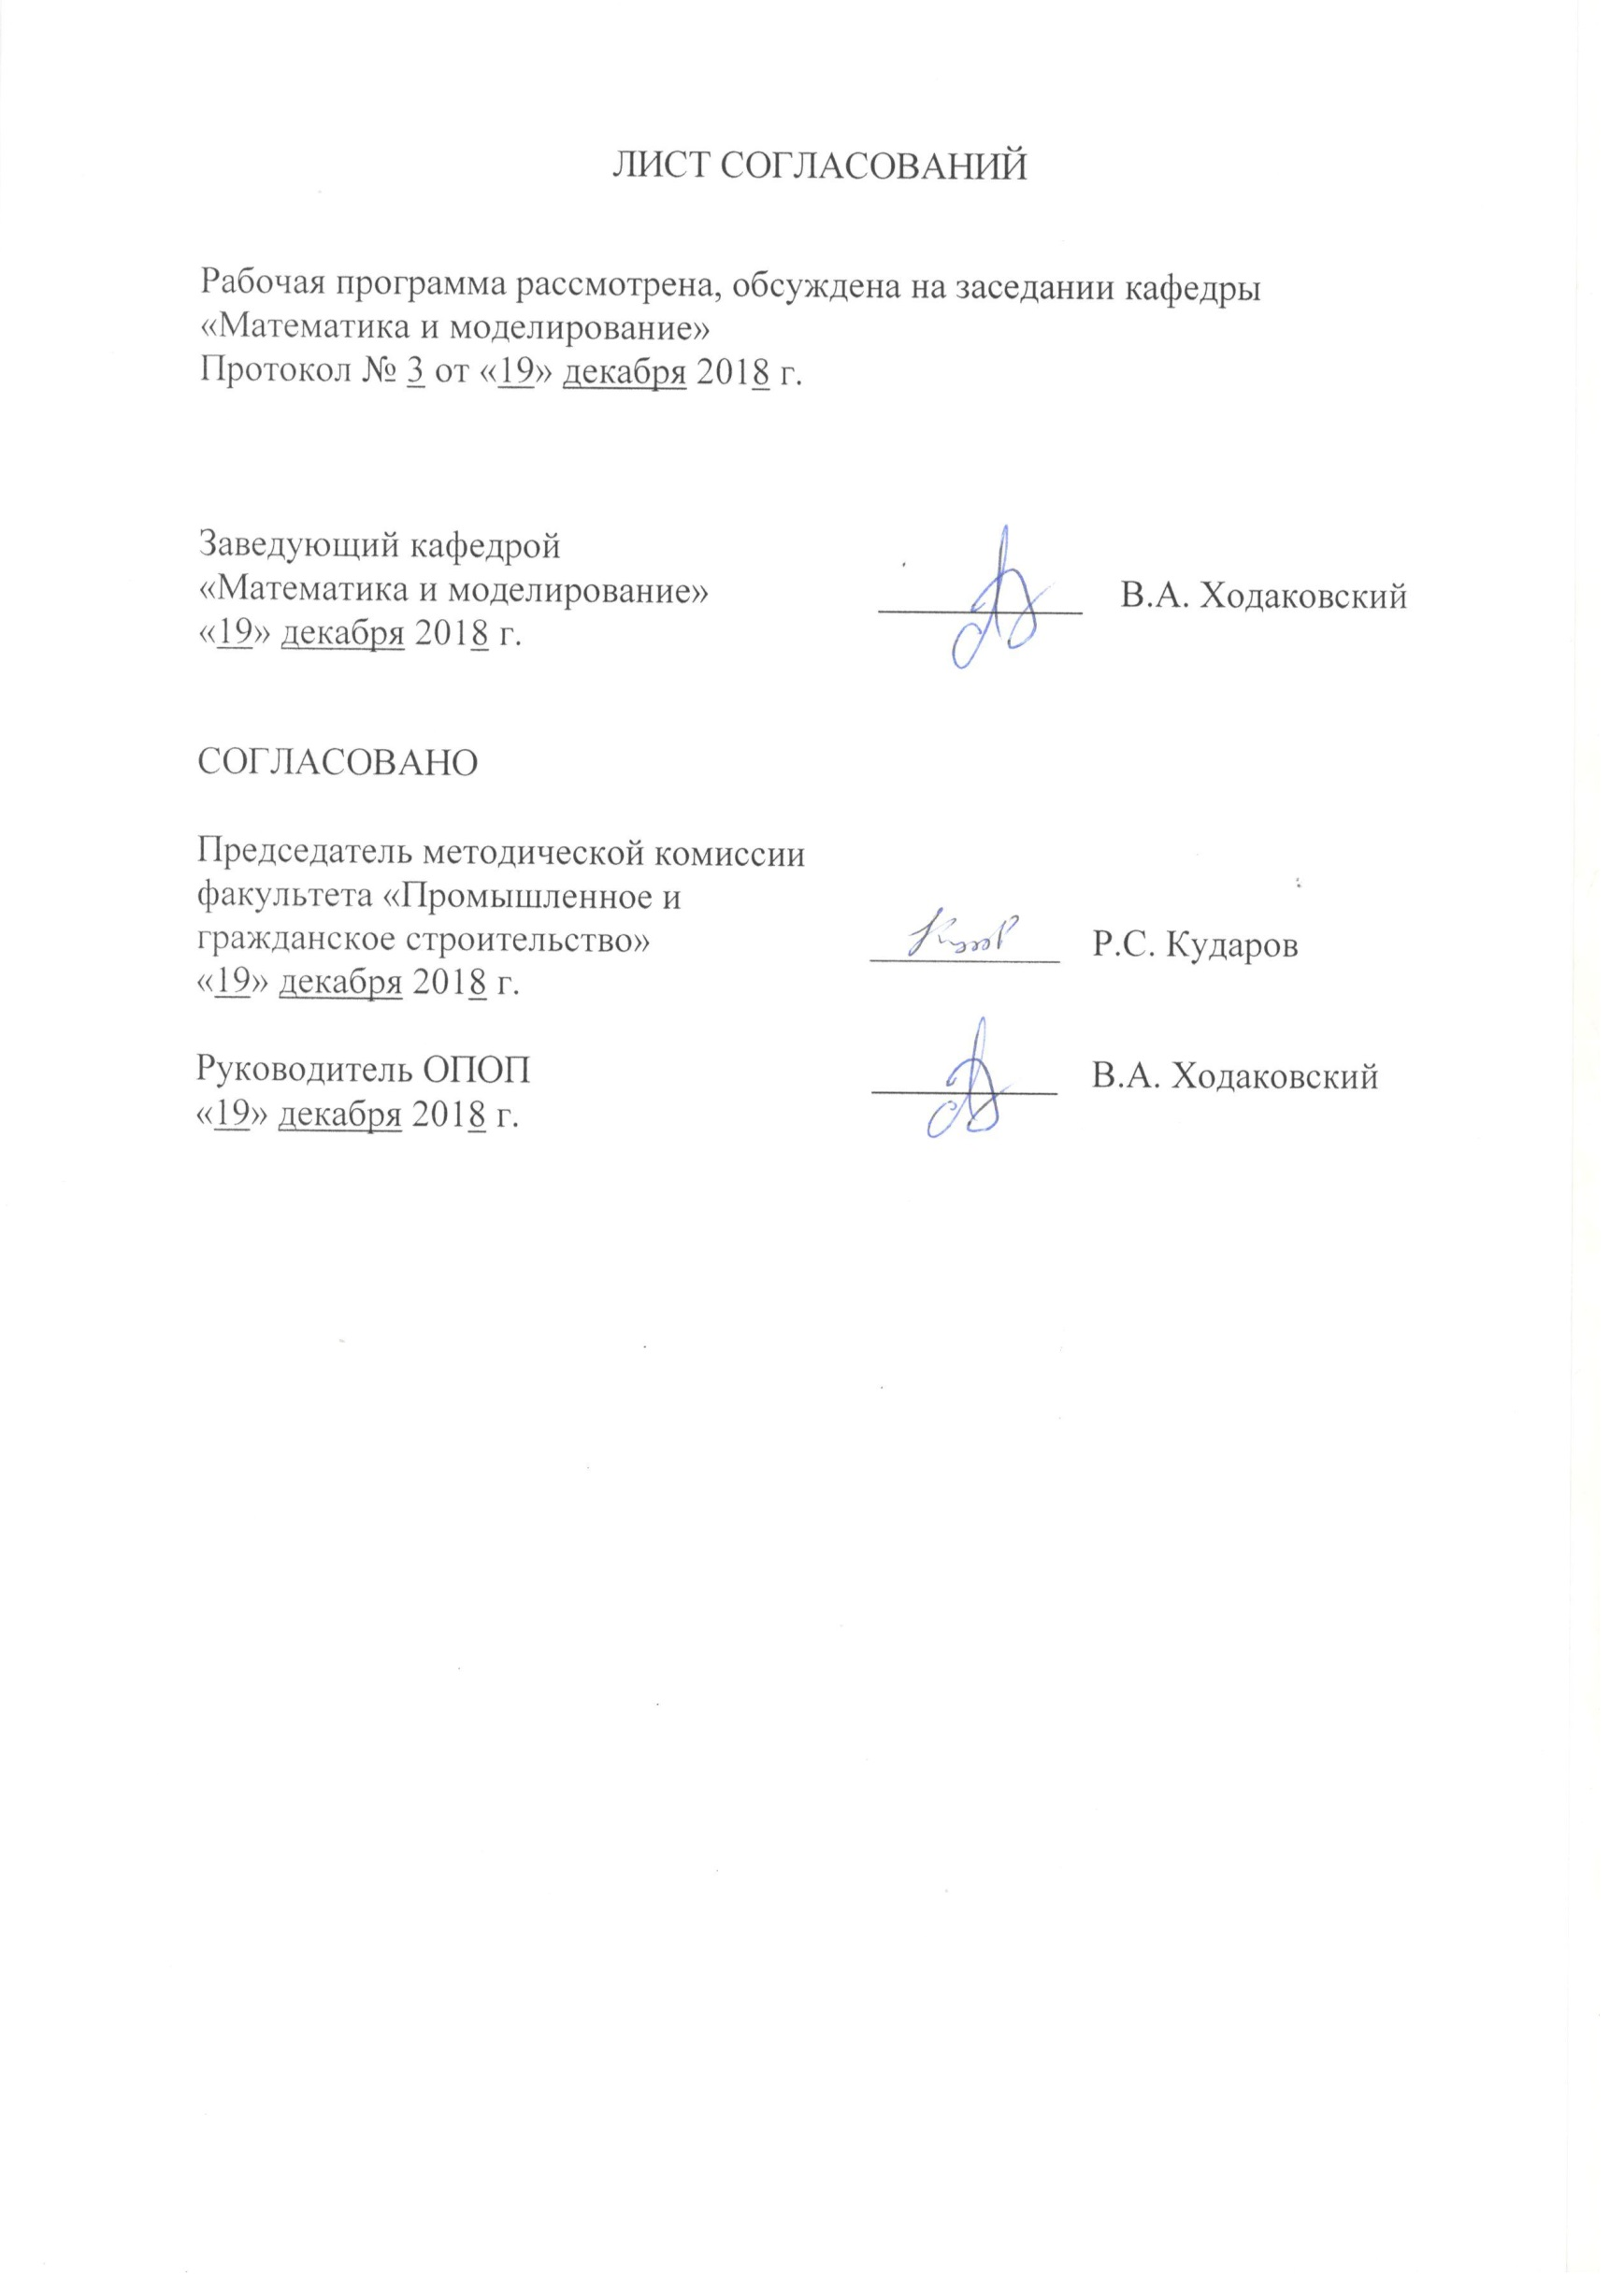 ЛИСТ СОГЛАСОВАНИЙ
Рабочая программа рассмотрена, обсуждена на заседании кафедры
«Математика и моделирование»
Протокол № 3 от «19» декабря 2018 г.
Заведующий кафедрой
«Математика и моделирование» В.А. Ходаковский
«19» декабря 2018 г.
СОГЛАСОВАНО
Председатель методической комиссии
факультета «Промышленное и
гражданское строительство» Р.С. Кударов
«19» декабря 2018 г.
Руководитель ОПОП В.А. Ходаковский
«19» декабря 2018 г.